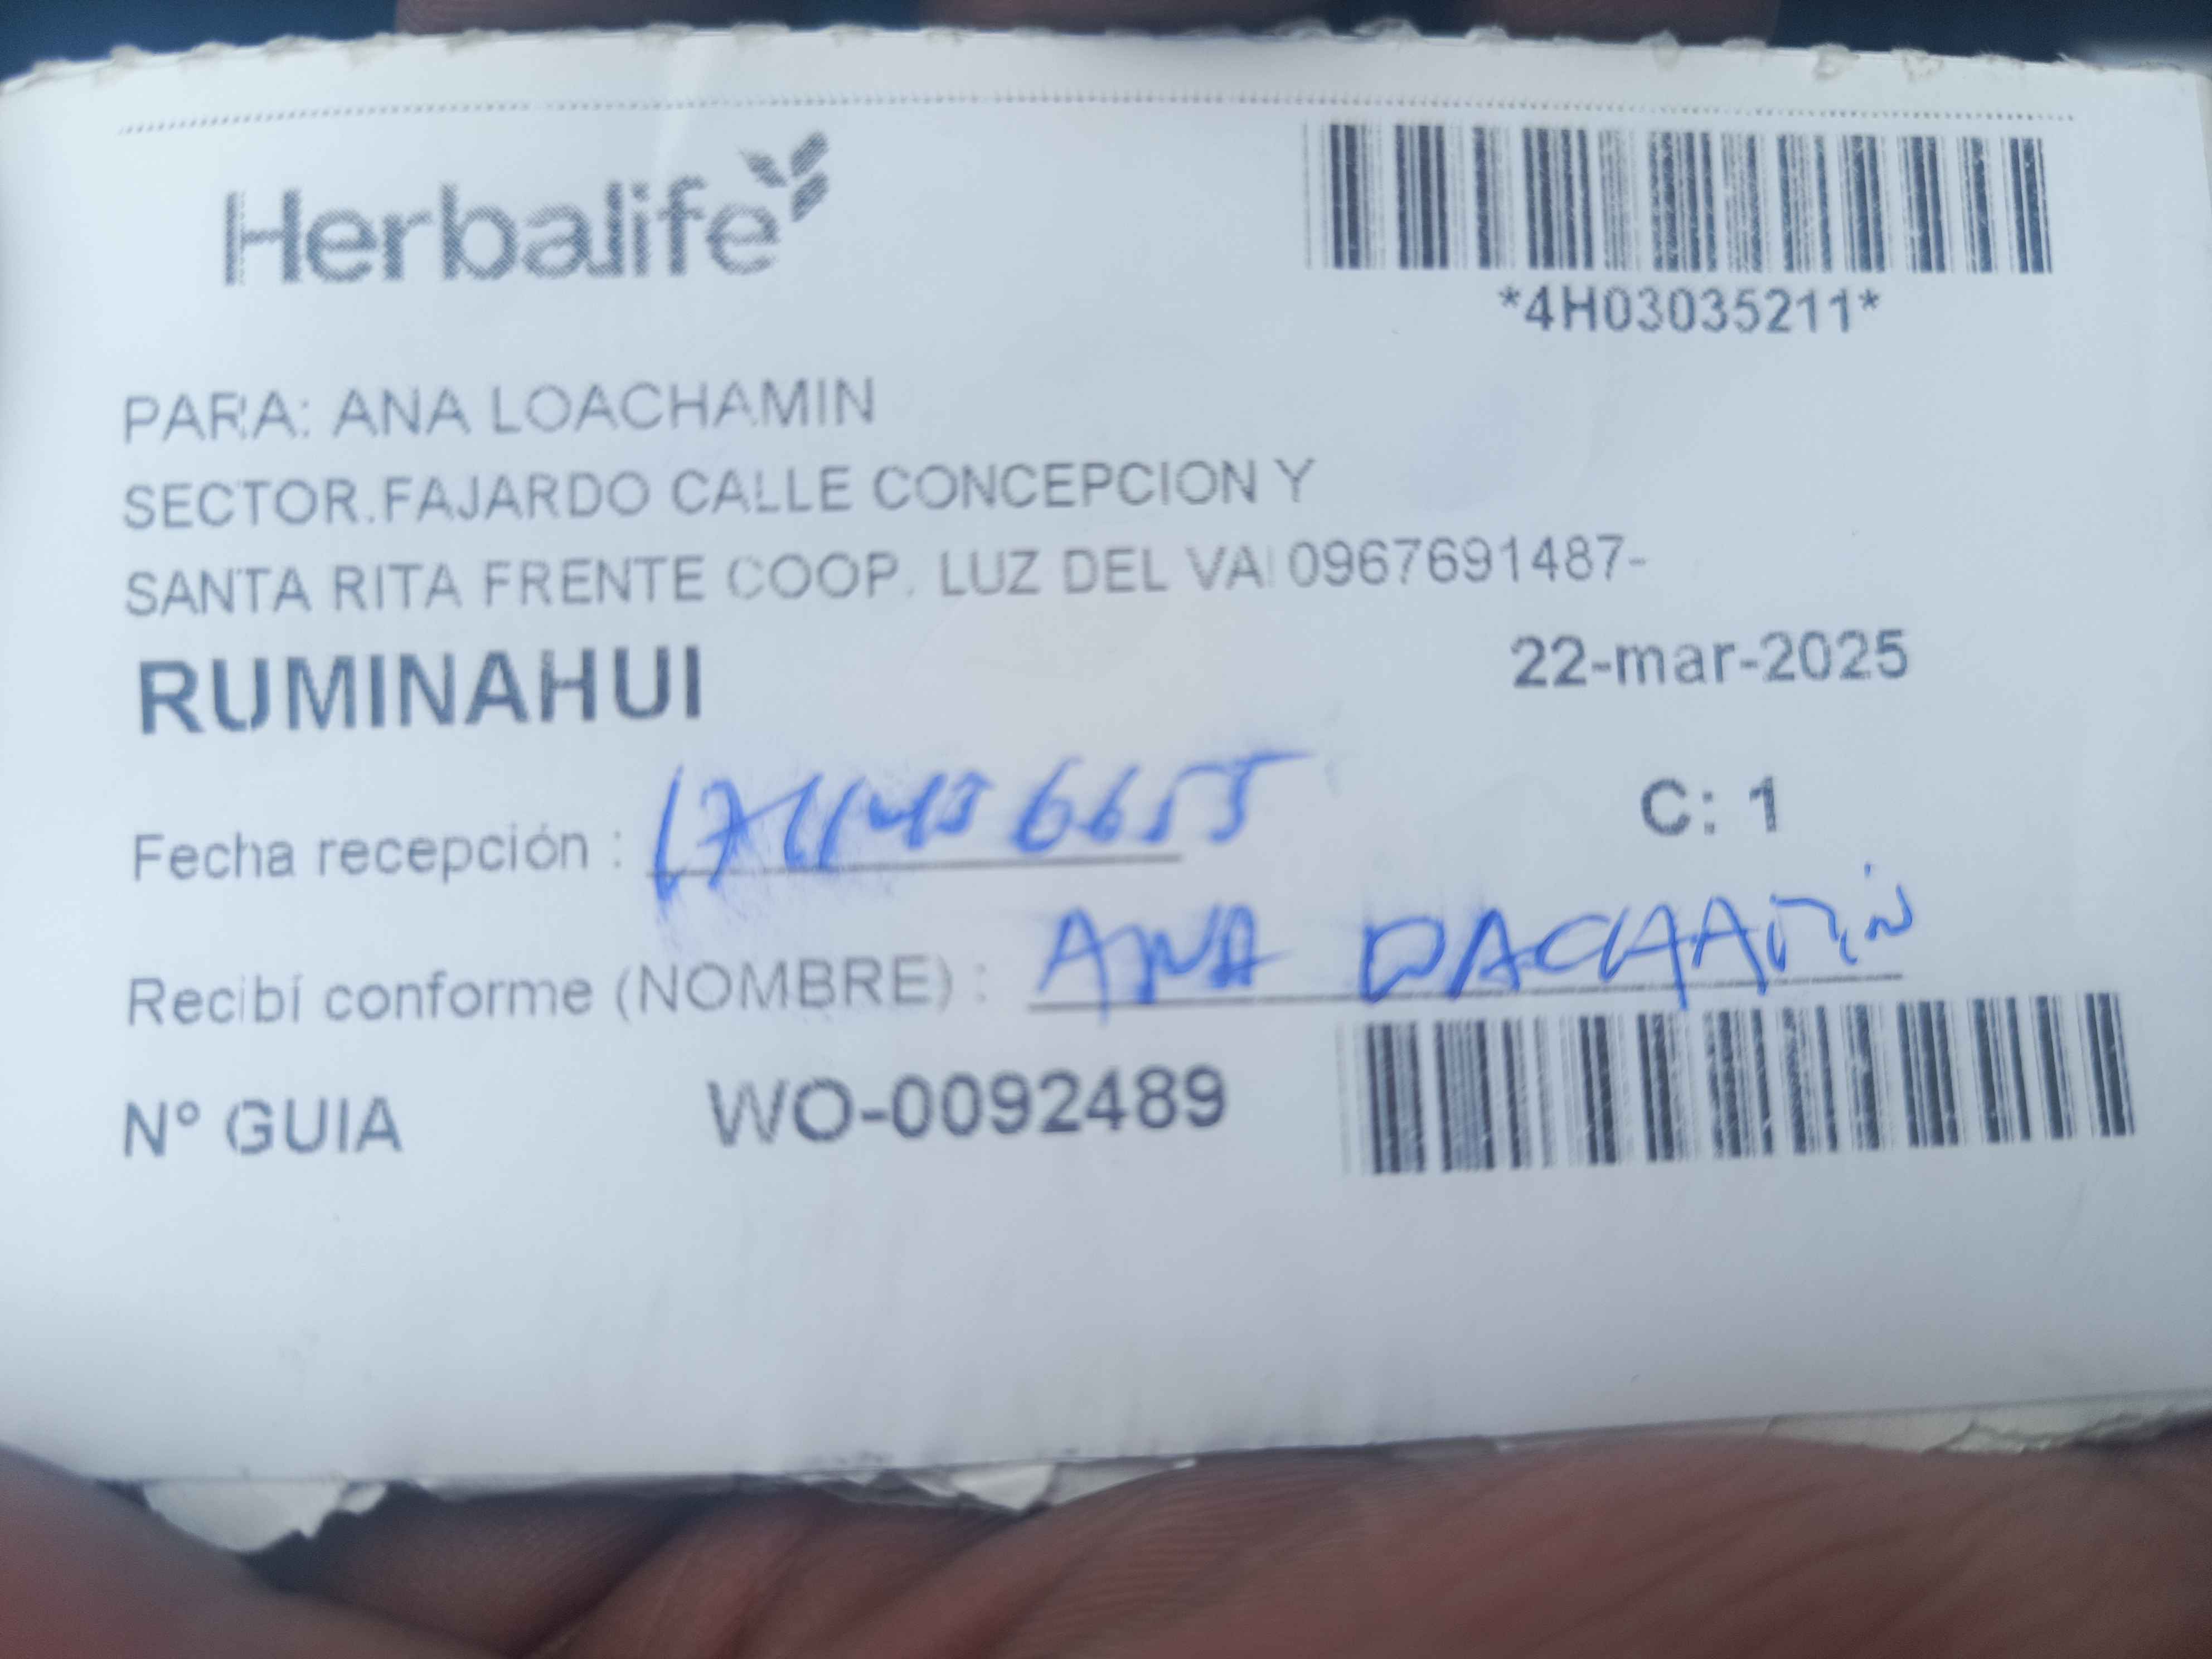 Herbalife
*4H03035211*
PARA: ANA LOACHAMIN
SECTOR.FAJARDO CALLE CONCEPCION Y
SANTA RITA FRENTE COOP. LUZ DEL VA 0967691487-
RUMINAHUI 22-mar-2025
Fecha recepción :
C: 1
Recibí conforme (NOMBRE) : ANA
Nº GUIA WO-0092489